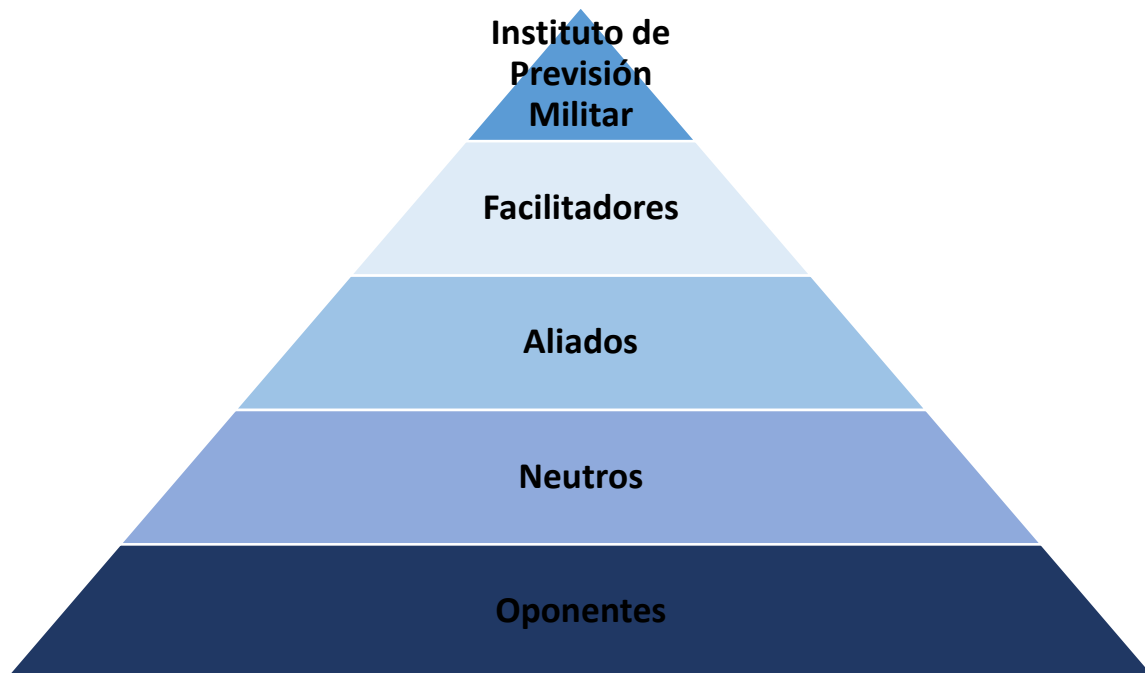 Instituto de
Previsión
Militar
Facilitadores
Aliados
Neutros
Oponentes